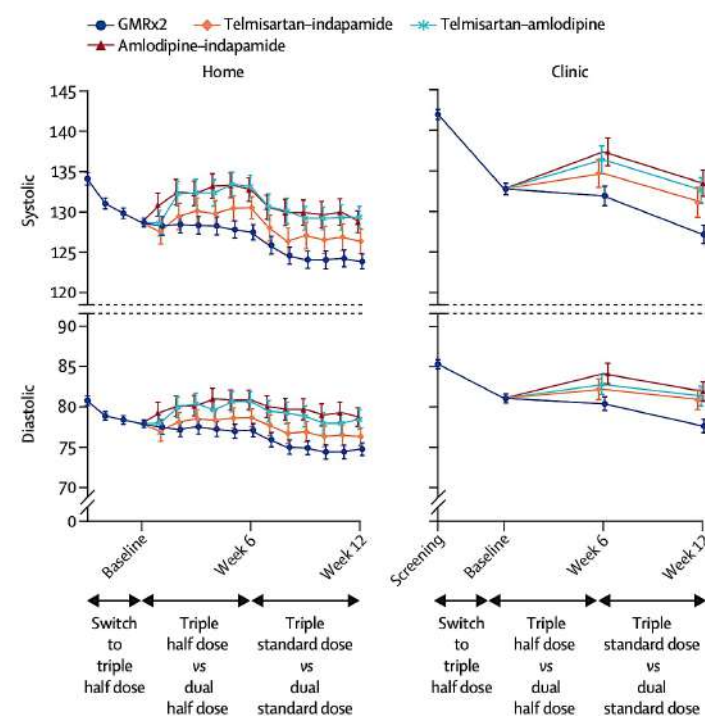 GMRx2 Telmisartan–indapamide Telmisartan–amlodipine
Amlodipine–indapamide
Home
Clinic
Systolic
145
140
135
130
125
120
Diastolic
90
85
80
75
70
0
Baseline
Week 6
Week 12
Screening
Baseline
Week 6
Week 12
Switch
to
triple
half dose
Triple
half dose
vs
dual
half dose
Triple
standard dose
vs
dual
standard dose
Switch
to
triple
half dose
Triple
half dose
vs
dual
half dose
Triple
standard dose
vs
dual
standard dose